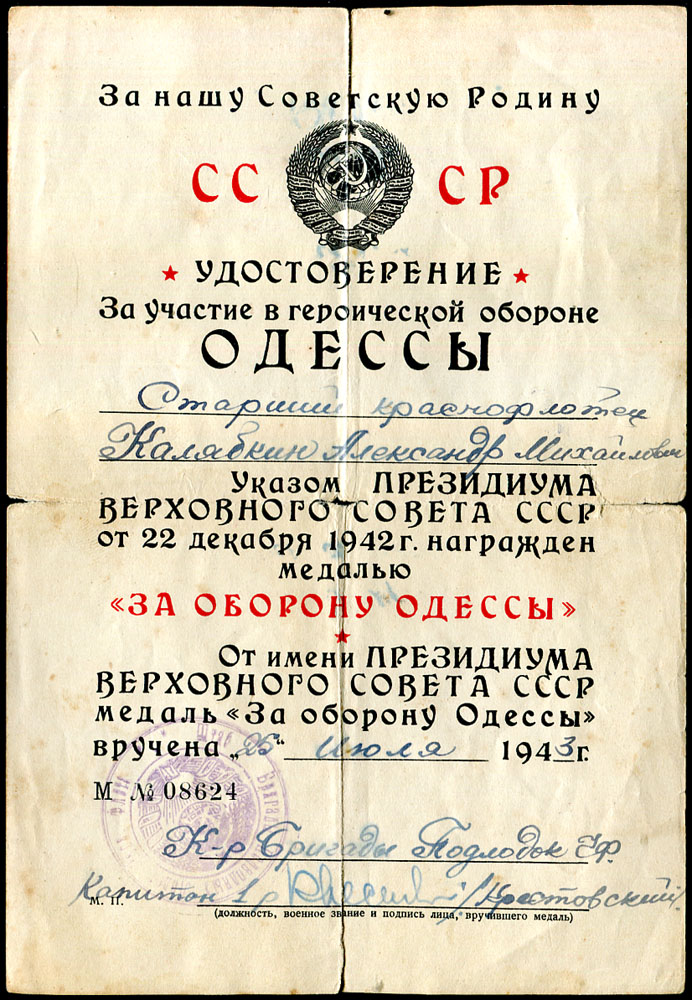 За нашу Советскую Родину
СС СР
УДОСТОВЕРЕНИЕ
За участие в героической обороне
ОДЕССЫ
Старший краснофлотец
Калябкин Александр Михайлович
Указом ПРЕЗИДИУМА
ВЕРХОВНОГО СОВЕТА СССР
от 22 декабря 1942 г. награжден
медалью
«ЗА ОБОРОНУ ОДЕССЫ»
От имени ПРЕЗИДИУМА
ВЕРХОВНОГО СОВЕТА СССР
медаль «За оборону Одессы»
вручена „25“ Июля 1943 г.
М № 08624
К-р Бригады Подлодок ЧФ.
Капитан 1 р /Крестовский/
М. П.
(должность, военное звание и подпись лица, вручившего медаль)